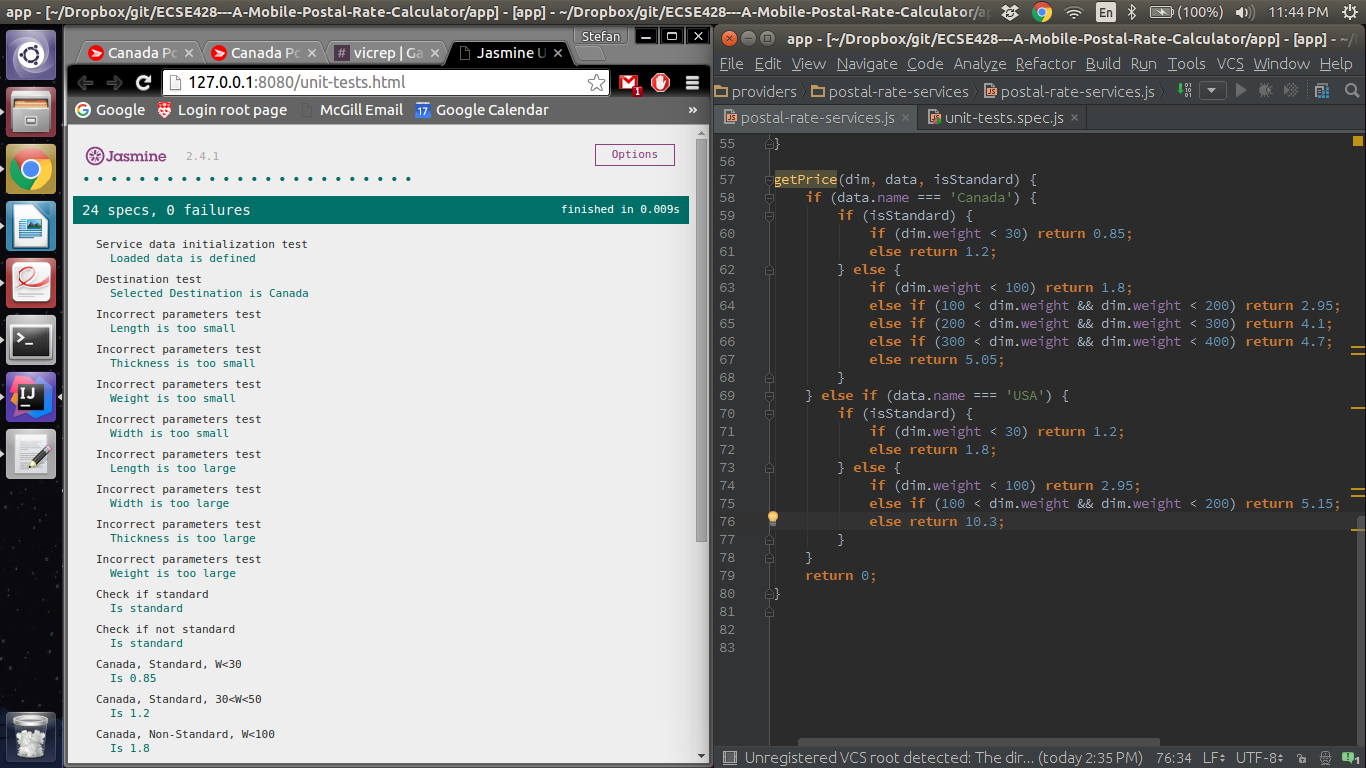 app - [~/Dropbox/git/ECSE428---A-Mobile-Postal-Rate-Calculator/app] - [app] - ~/Dropbox/git/ECSE428---A-Mobile-Postal-Rate-Calculator/ap
En
(100%)
11:44 PM
Stefan
Canada Po
Canada Po
# vicrep | Ga
Jasmine U
127.0.0.1:8080/unit-tests.html
1
Google
Login root page
McGill Email
17 Google Calendar
»
Jasmine 2.4.1
Options
24 specs, 0 failures
finished in 0.009s
Service data initialization test
Loaded data is defined
Destination test
Selected Destination is Canada
Incorrect parameters test
Length is too small
Incorrect parameters test
Thickness is too small
Incorrect parameters test
Weight is too small
Incorrect parameters test
Width is too small
Incorrect parameters test
Length is too large
Incorrect parameters test
Width is too large
Incorrect parameters test
Thickness is too large
Incorrect parameters test
Weight is too large
Check if standard
Is standard
Check if not standard
Is standard
Canada, Standard, W<30
Is 0.85
Canada, Standard, 30<W<50
Is 1.2
Canada, Non-Standard, W<100
Is 1.8
app - [~/Dropbox/git/ECSE428---A-Mobile-Postal-Rate-Calculator/app] - [app] - ~/
File Edit View Navigate Code Analyze Refactor Build Run Tools VCS Window Help
providers postal-rate-services postal-rate-services.js
postal-rate-services.js
unit-tests.spec.js
55 }
56
57 getPrice(dim, data, isStandard) {
58 if (data.name === 'Canada') {
59 if (isStandard) {
60 if (dim.weight < 30) return 0.85;
61 else return 1.2;
62 } else {
63 if (dim.weight < 100) return 1.8;
64 else if (100 < dim.weight && dim.weight < 200) return 2.95;
65 else if (200 < dim.weight && dim.weight < 300) return 4.1;
66 else if (300 < dim.weight && dim.weight < 400) return 4.7;
67 else return 5.05;
68 }
69 } else if (data.name === 'USA') {
70 if (isStandard) {
71 if (dim.weight < 30) return 1.2;
72 else return 1.8;
73 } else {
74 if (dim.weight < 100) return 2.95;
75 else if (100 < dim.weight && dim.weight < 200) return 5.15;
76 else return 10.3;
77 }
78 }
79 return 0;
80 }
81
82
83
Unregistered VCS root detected: The dir... (today 2:35 PM)
76:34
LF
UTF-8
1